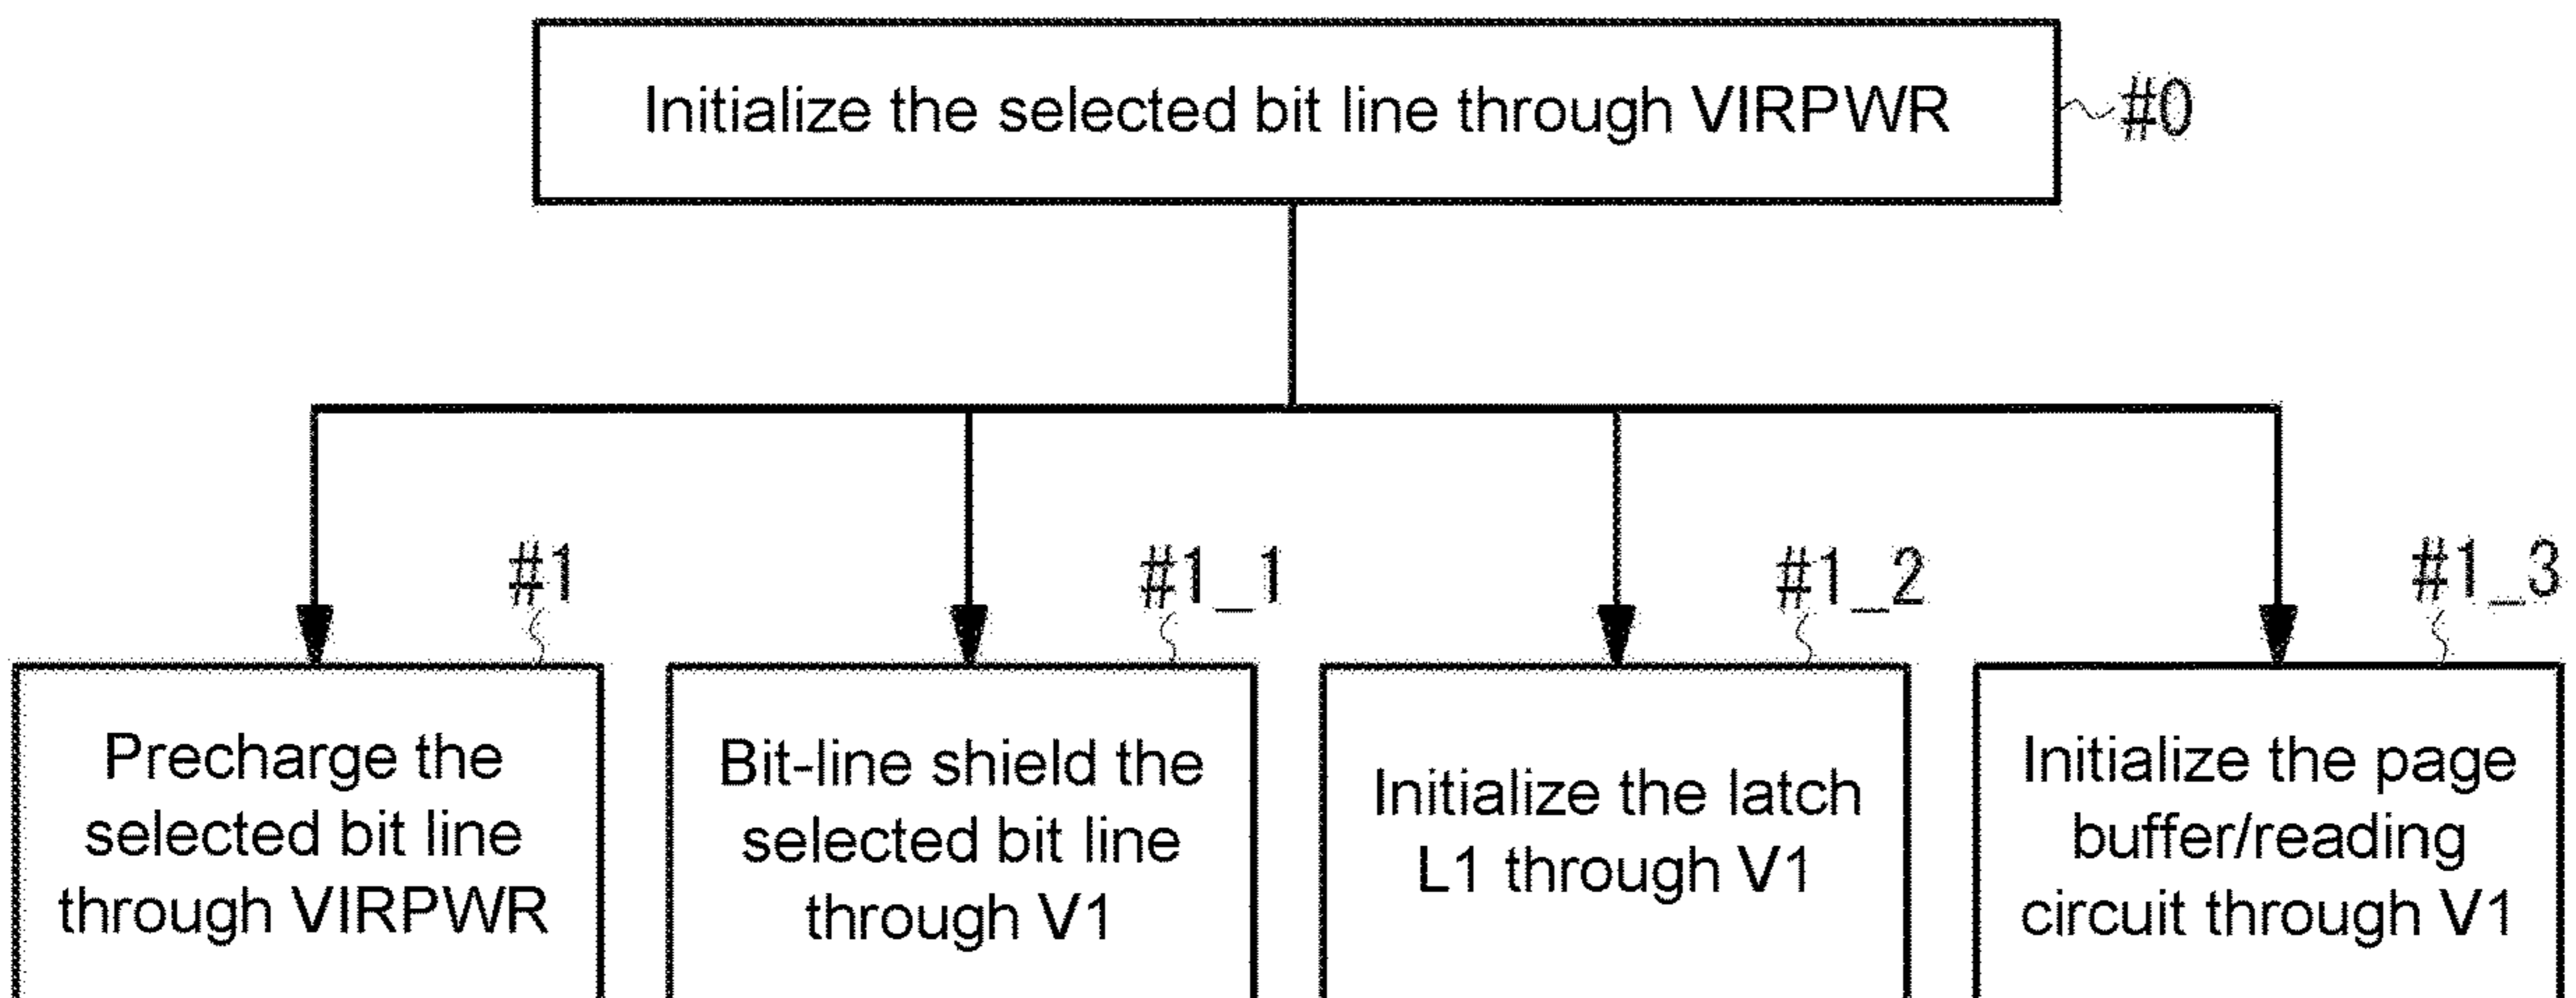 Initialize the selected bit line through VIRPWR
#0
#1
#1_1
#1_2
#1_3
Precharge the
selected bit line
through VIRPWR
Bit-line shield the
selected bit line
through V1
Initialize the latch
L1 through V1
Initialize the page
buffer/reading
circuit through V1